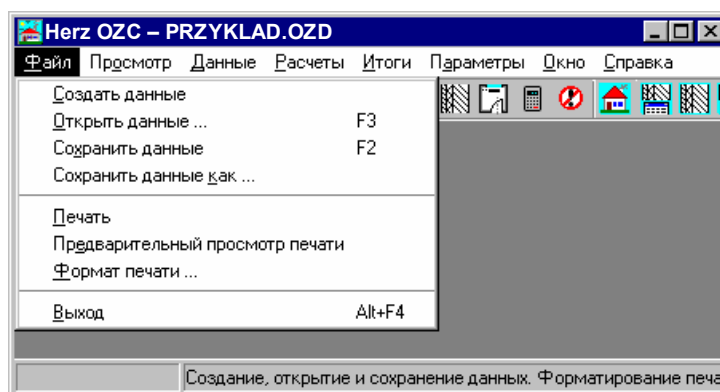 Herz OZC – PRZYKLAD.OZD
Файл Просмотр Данные Расчеты Итоги Параметры Окно Справка
Создать данные
Открыть данные ... F3
Сохранить данные F2
Сохранить данные как ...
Печать
Предварительный просмотр печати
Формат печати ...
Выход Alt+F4
Создание, открытие и сохранение данных. Форматирование печа